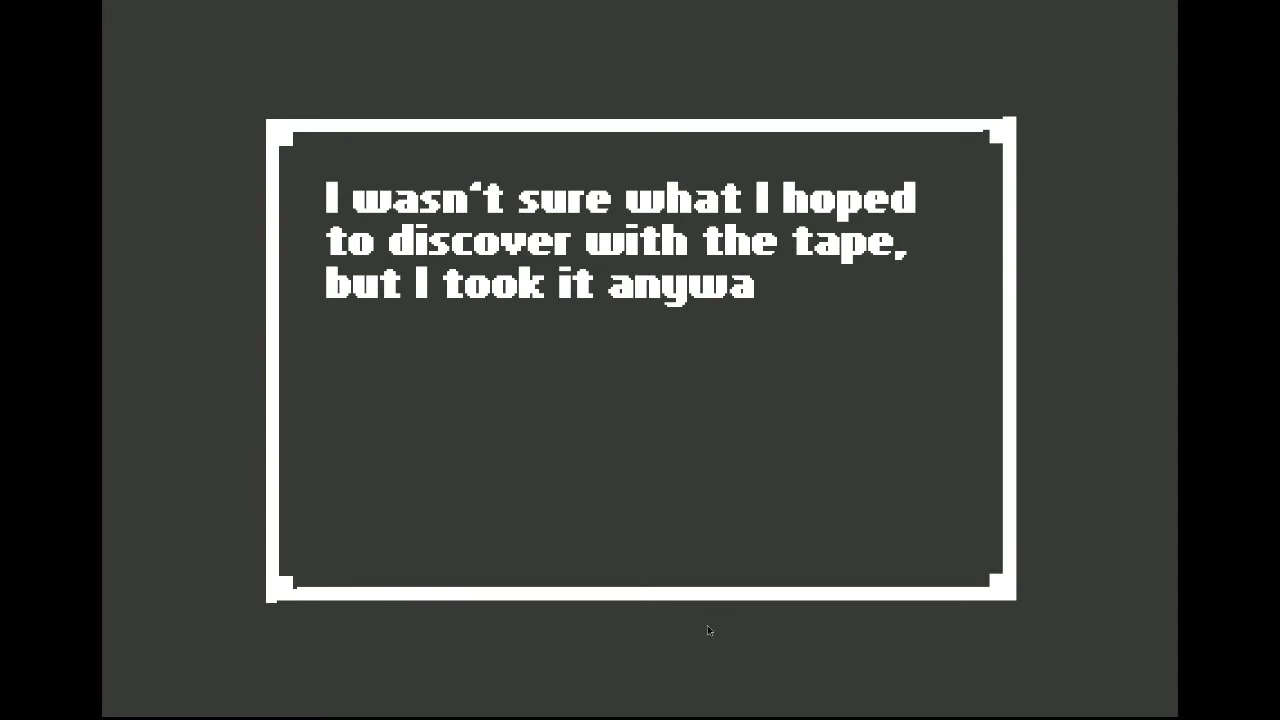 I wasn‘t sure what I hoped
to discover with the tape,
but I took it anywa